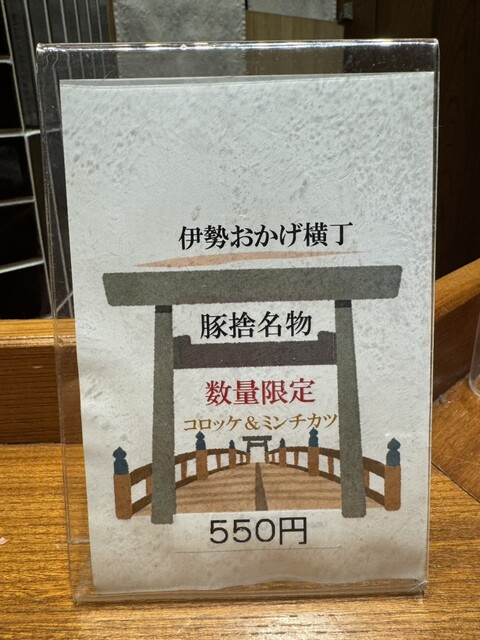 伊勢おかげ横丁
豚捨名物
数量限定
コロッケ＆ミンチカツ
550円